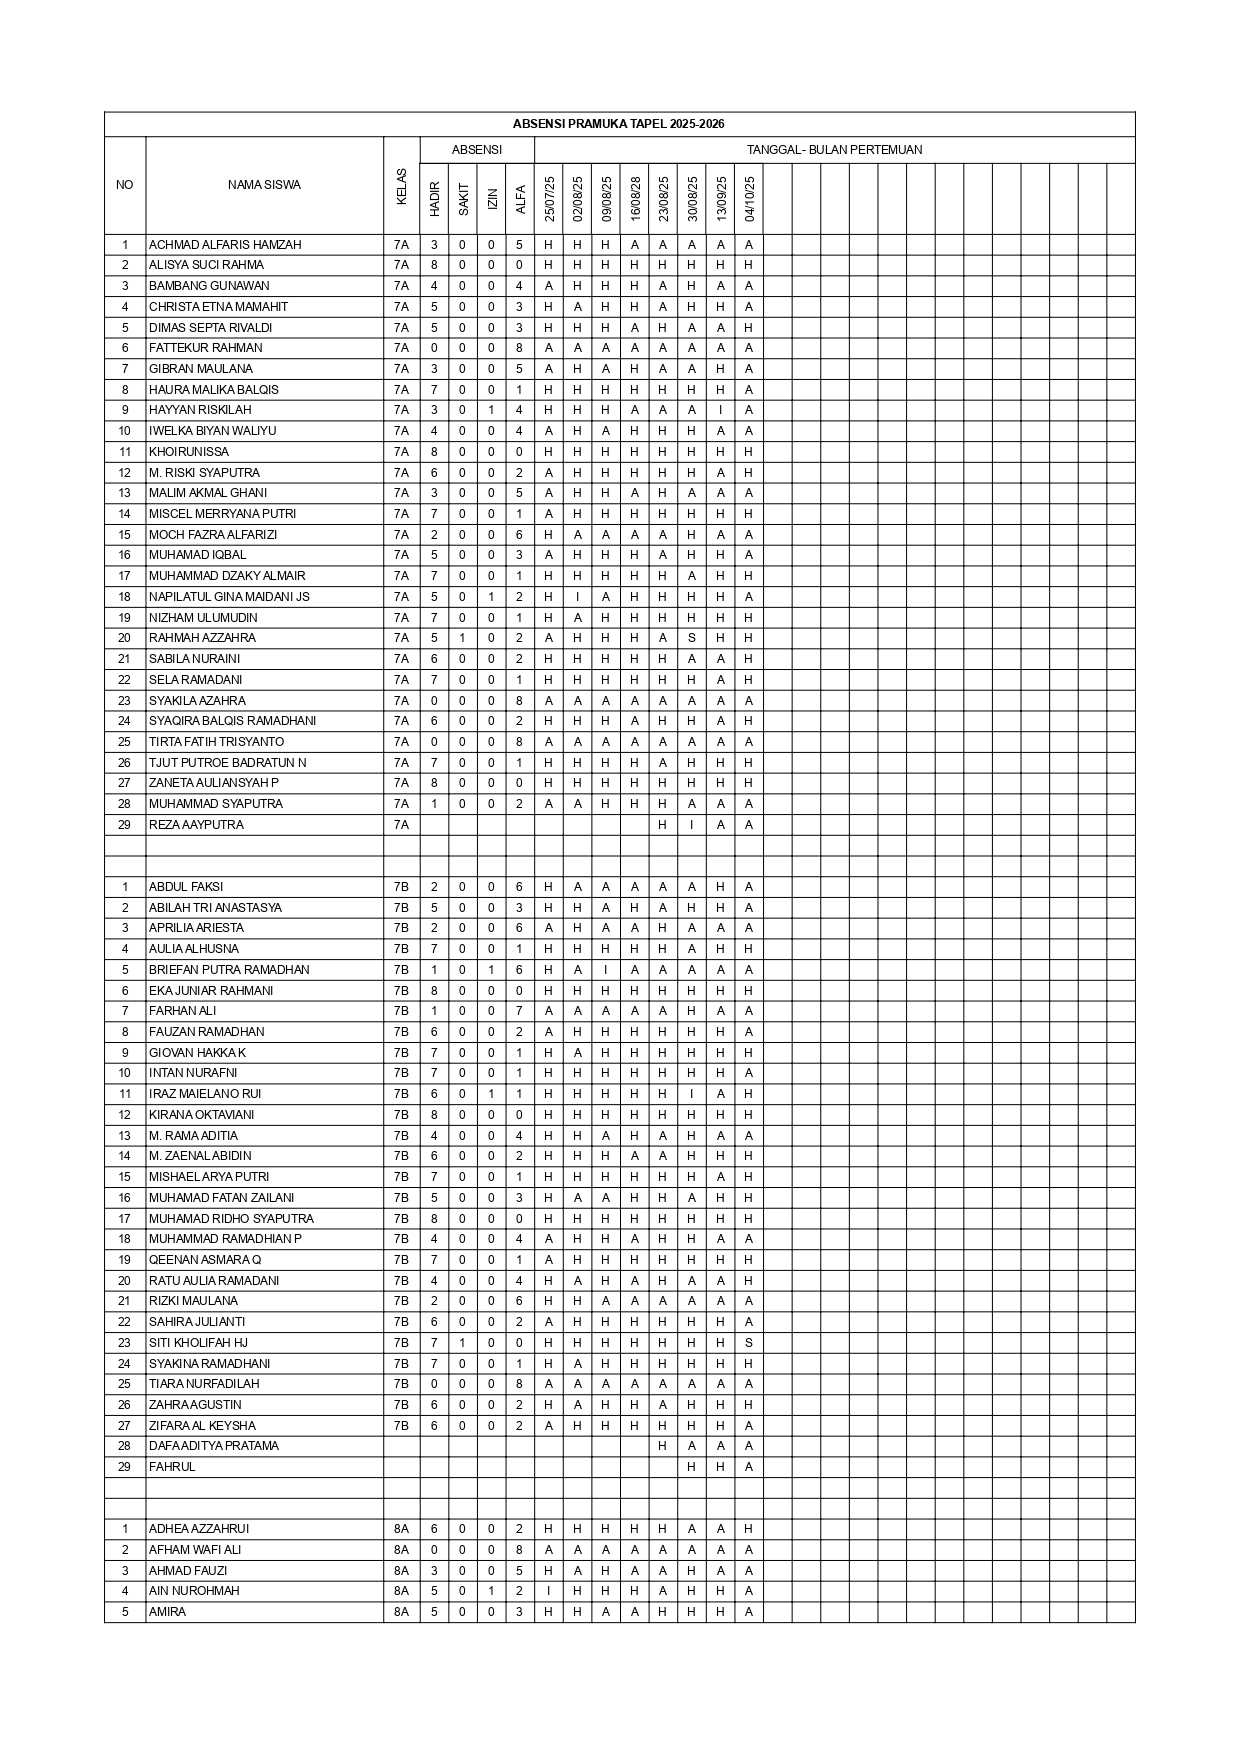 ABSENSI PRAMUKA TAPEL 2025-2026
NO NAMA SISWA KELAS ABSENSI TANGGAL- BULAN PERTEMUAN
HADIR SAKIT IZIN ALFA 25/07/25 02/08/25 09/08/25 16/08/28 23/08/25 30/08/25 13/09/25 04/10/25
1 ACHMAD ALFARIS HAMZAH 7A 3 0 0 5 H H H A A A A A
2 ALISYA SUCI RAHMA 7A 8 0 0 0 H H H H H H H H
3 BAMBANG GUNAWAN 7A 4 0 0 4 A H H H A H A A
4 CHRISTA ETNA MAMAHIT 7A 5 0 0 3 H A H H A H H A
5 DIMAS SEPTA RIVALDI 7A 5 0 0 3 H H H A H A A H
6 FATTEKUR RAHMAN 7A 0 0 0 8 A A A A A A A A
7 GIBRAN MAULANA 7A 3 0 0 5 A H A H A A H A
8 HAURA MALIKA BALQIS 7A 7 0 0 1 H H H H H H H A
9 HAYYAN RISKILAH 7A 3 0 1 4 H H H A A A I A
10 IWELKA BIYAN WALIYU 7A 4 0 0 4 A H A H H H A A
11 KHOIRUNISSA 7A 8 0 0 0 H H H H H H H H
12 M. RISKI SYAPUTRA 7A 6 0 0 2 A H H H H H A H
13 MALIM AKMAL GHANI 7A 3 0 0 5 A H H A H A A A
14 MISCEL MERRYANA PUTRI 7A 7 0 0 1 A H H H H H H H
15 MOCH FAZRA ALFARIZI 7A 2 0 0 6 H A A A A H A A
16 MUHAMAD IQBAL 7A 5 0 0 3 A H H H A H H A
17 MUHAMMAD DZAKY ALMAIR 7A 7 0 0 1 H H H H H A H H
18 NAPILATUL GINA MAIDANI JS 7A 5 0 1 2 H I A H H H H A
19 NIZHAM ULUMUDIN 7A 7 0 0 1 H A H H H H H H
20 RAHMAH AZZAHRA 7A 5 1 0 2 A H H H A S H H
21 SABILA NURAINI 7A 6 0 0 2 H H H H H A A H
22 SELA RAMADANI 7A 7 0 0 1 H H H H H H A H
23 SYAKILA AZAHRA 7A 0 0 0 8 A A A A A A A A
24 SYAQIRA BALQIS RAMADHANI 7A 6 0 0 2 H H H A H H A H
25 TIRTA FATIH TRISYANTO 7A 0 0 0 8 A A A A A A A A
26 TJUT PUTROE BADRATUN N 7A 7 0 0 1 H H H H A H H H
27 ZANETA AULIANSYAH P 7A 8 0 0 0 H H H H H H H H
28 MUHAMMAD SYAPUTRA 7A 1 0 0 2 A A H H H A A A
29 REZA AAYPUTRA 7A H I A A
1 ABDUL FAKSI 7B 2 0 0 6 H A A A A A H A
2 ABILAH TRI ANASTASYA 7B 5 0 0 3 H H A H A H H A
3 APRILIA ARIESTA 7B 2 0 0 6 A H A A H A A A
4 AULIA ALHUSNA 7B 7 0 0 1 H H H H H A H H
5 BRIEFAN PUTRA RAMADHAN 7B 1 0 1 6 H A I A A A A A
6 EKA JUNIAR RAHMANI 7B 8 0 0 0 H H H H H H H H
7 FARHAN ALI 7B 1 0 0 7 A A A A A H A A
8 FAUZAN RAMADHAN 7B 6 0 0 2 A H H H H H H A
9 GIOVAN HAKKA K 7B 7 0 0 1 H A H H H H H H
10 INTAN NURAFNI 7B 7 0 0 1 H H H H H H H A
11 IRAZ MAIELANO RUI 7B 6 0 1 1 H H H H H I A H
12 KIRANA OKTAVIANI 7B 8 0 0 0 H H H H H H H H
13 M. RAMA ADITIA 7B 4 0 0 4 H H A H A H A A
14 M. ZAENAL ABIDIN 7B 6 0 0 2 H H H A A H H H
15 MISHAEL ARYA PUTRI 7B 7 0 0 1 H H H H H H A H
16 MUHAMAD FATAN ZAILANI 7B 5 0 0 3 H A A H H A H H
17 MUHAMAD RIDHO SYAPUTRA 7B 8 0 0 0 H H H H H H H H
18 MUHAMMAD RAMADHIAN P 7B 4 0 0 4 A H H A H H A A
19 QEENAN ASMARA Q 7B 7 0 0 1 A H H H H H H H
20 RATU AULIA RAMADANI 7B 4 0 0 4 H A H A H A A H
21 RIZKI MAULANA 7B 2 0 0 6 H H A A A A A A
22 SAHIRA JULIANTI 7B 6 0 0 2 A H H H H H H A
23 SITI KHOLIFAH HJ 7B 7 1 0 0 H H H H H H H S
24 SYAKINA RAMADHANI 7B 7 0 0 1 H A H H H H H H
25 TIARA NURFADILAH 7B 0 0 0 8 A A A A A A A A
26 ZAHRA AGUSTIN 7B 6 0 0 2 H A H H A H H H
27 ZIFARA AL KEYSHA 7B 6 0 0 2 A H H H H H H A
28 DAFA ADITYA PRATAMA H A A A
29 FAHRUL H H A
1 ADHEA AZZAHRUI 8A 6 0 0 2 H H H H H A A H
2 AFHAM WAFI ALI 8A 0 0 0 8 A A A A A A A A
3 AHMAD FAUZI 8A 3 0 0 5 H A H A A H A A
4 AIN NUROHMAH 8A 5 0 1 2 I H H H A H H A
5 AMIRA 8A 5 0 0 3 H H A A H H H A